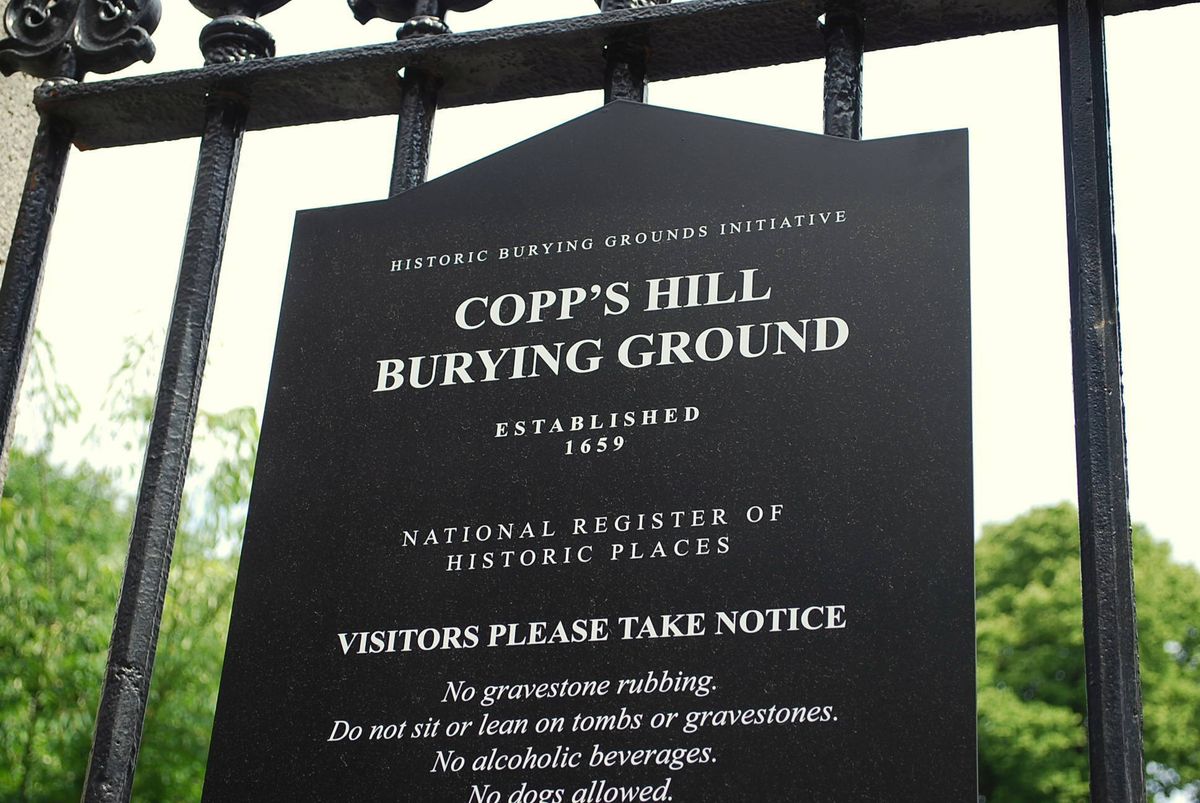 HISTORIC BURYING GROUNDS INITIATIVE
COPP'S HILL
BURYING GROUND
ESTABLISHED
1659
NATIONAL REGISTER OF
HISTORIC PLACES
VISITORS PLEASE TAKE NOTICE
No gravestone rubbing.
Do not sit or lean on tombs or gravestones.
No alcoholic beverages.
No dogs allowed.